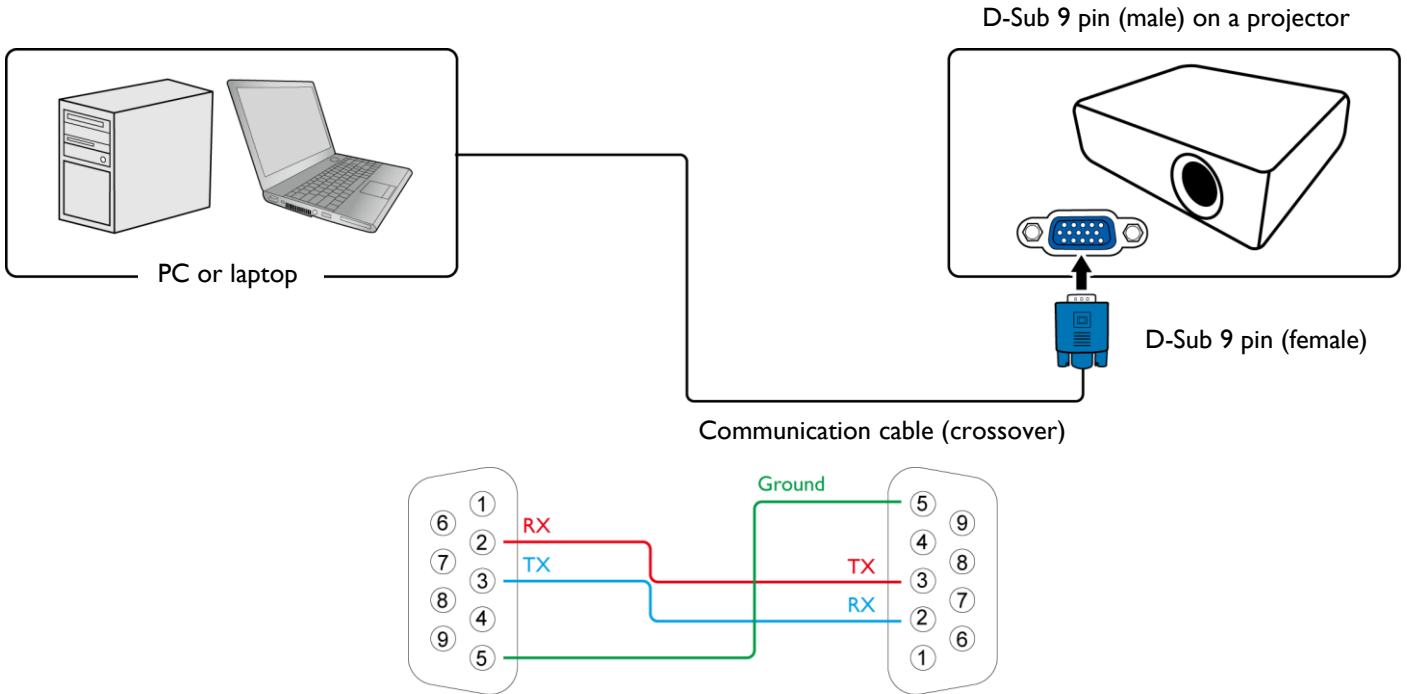 D-Sub 9 pin (male) on a projector
PC or laptop
D-Sub 9 pin (female)
Communication cable (crossover)
Ground
1
5
6
RX
9
2
4
7
TX
TX
8
3
3
8
RX
7
4
2
9
6
5
1